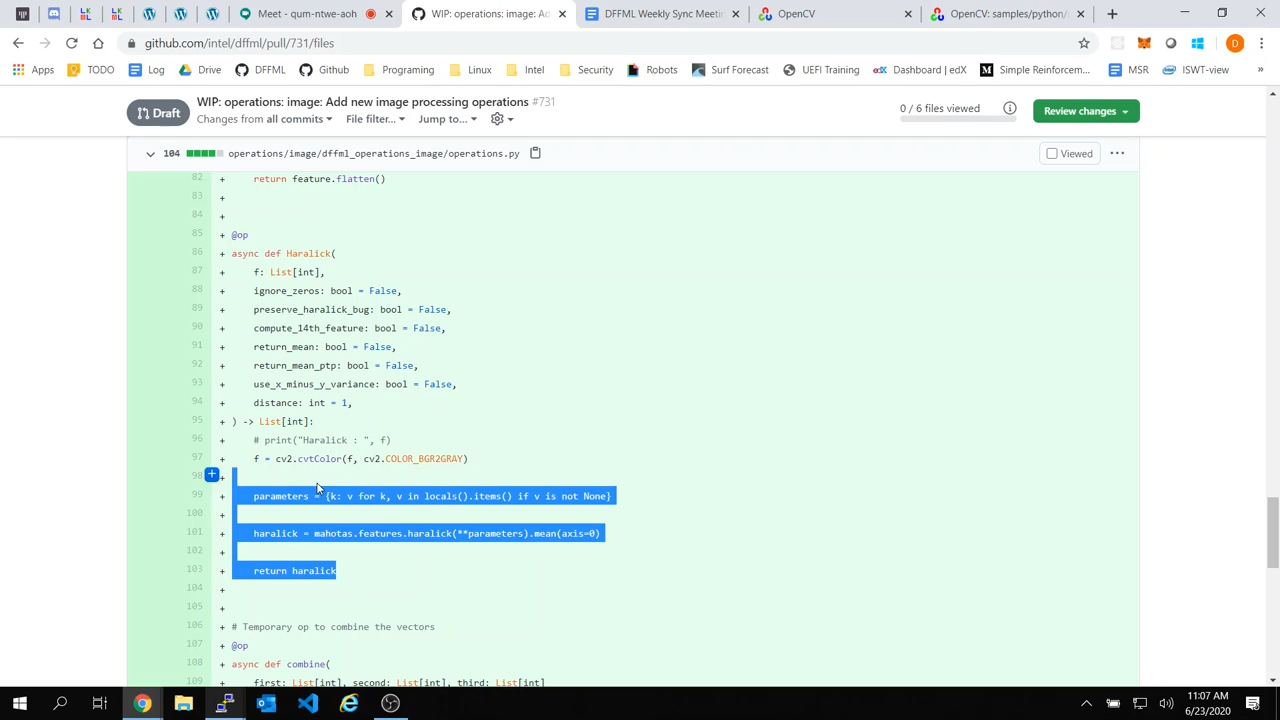 Meet - qum-ntwe-aoh
WIP: operations: image: Ad
DFFML Weekly Sync Meet
OpenCV
OpenCV: samples/python/
github.com/intel/dffml/pull/731/files
D
Apps
TODO
Log
Drive
DFFML
Github
Programming
Linux
Intel
Security
Robots
Surf Forecast
UEFI Training
Dashboard | edX
Simple Reinforcem...
MSR
ISWT-view
»
Draft
WIP: operations: image: Add new image processing operations #731
Changes from all commits
File filter...
Jump to...
0 / 6 files viewed
Review changes
104 operations/image/dffml_operations_image/operations.py
Viewed
82 + return feature.flatten()
83 +
84 +
85 + @op
86 + async def Haralick(
87 + f: List[int],
88 + ignore_zeros: bool = False,
89 + preserve_haralick_bug: bool = False,
90 + compute_14th_feature: bool = False,
91 + return_mean: bool = False,
92 + return_mean_ptp: bool = False,
93 + use_x_minus_y_variance: bool = False,
94 + distance: int = 1,
95 + ) -> List[int]:
96 + # print("Haralick : ", f)
97 + f = cv2.cvtColor(f, cv2.COLOR_BGR2GRAY)
98 +
99 + parameters = {k: v for k, v in locals().items() if v is not None}
100 +
101 + haralick = mahotas.features.haralick(**parameters).mean(axis=0)
102 +
103 + return haralick
104 +
105 +
106 + # Temporary op to combine the vectors
107 + @op
108 + async def combine(
109 first: List[int], second: List[int], third: List[int]
11:07 AM
6/23/2020